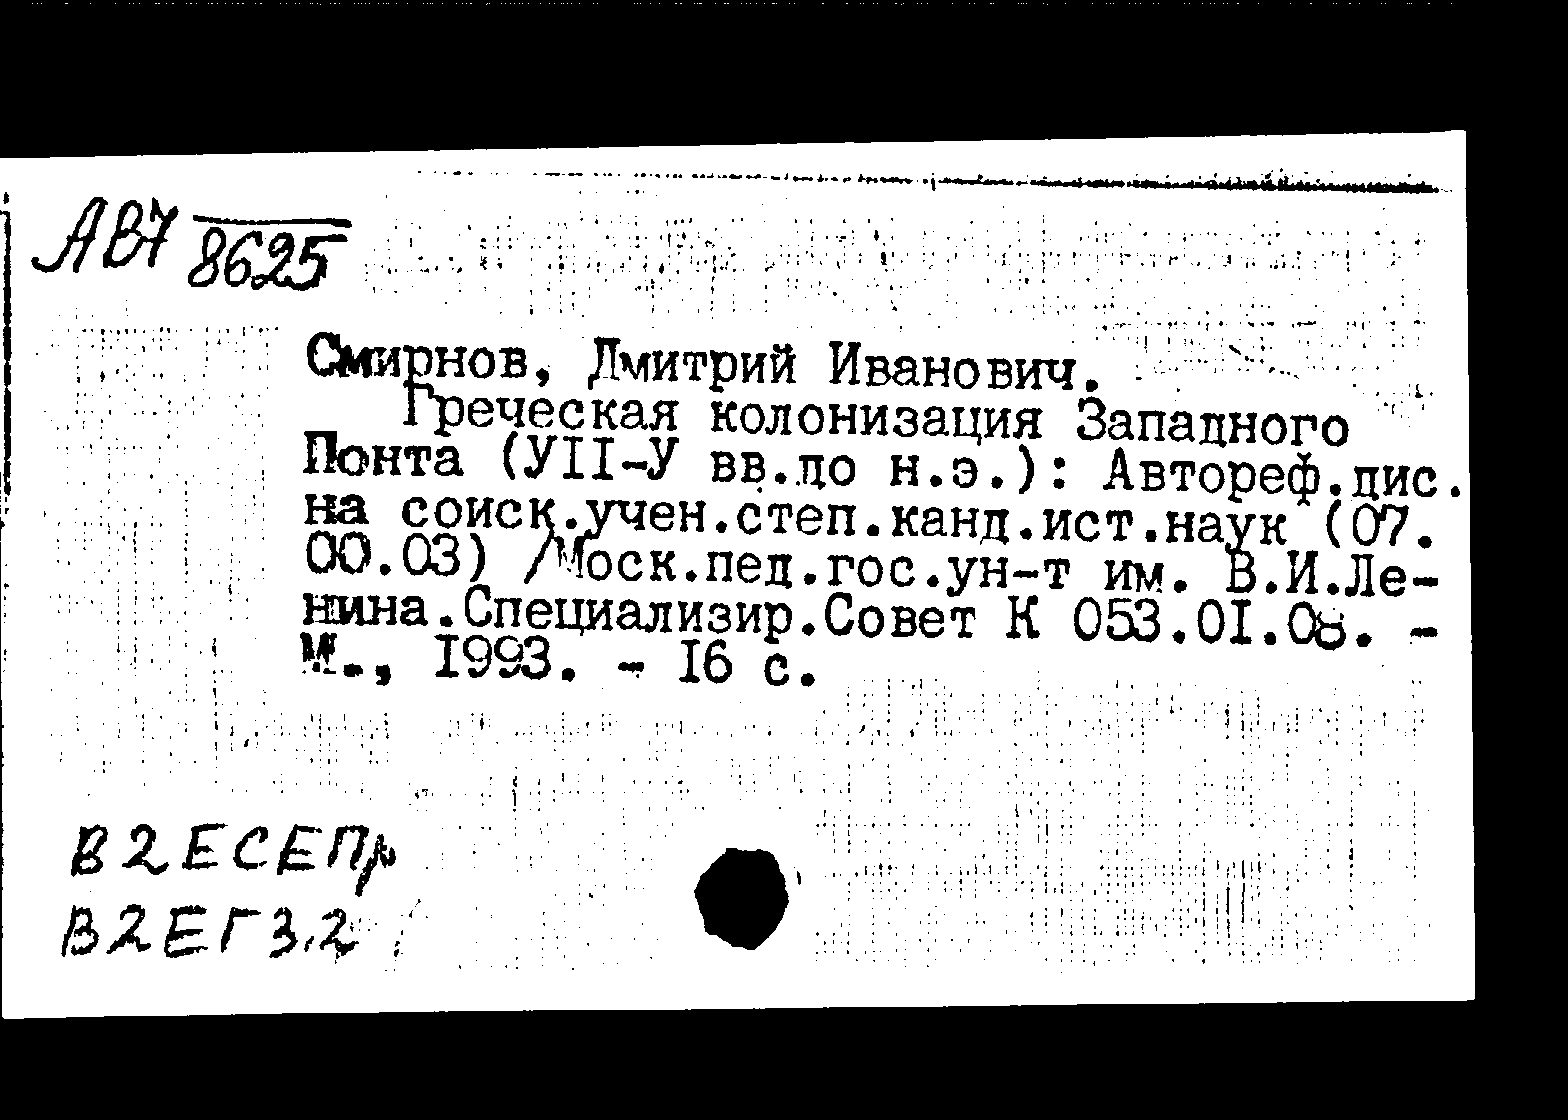 АВ7 8625
Смирнов, Дмитрий Иванович.
Греческая колонизация Западного
Понта (УII-У вв.до н.э.): Автореф.дис.
на соиск.учен.степ.канд.ист.наук (07.
00.03) /Моск.пед.гос.ун-т им. В.И.Ле-
нина.Специализир.Совет К 053.01.08. -
М., 1993. - 16 с.
В2ЕСЕПр
В2ЕГ3.2